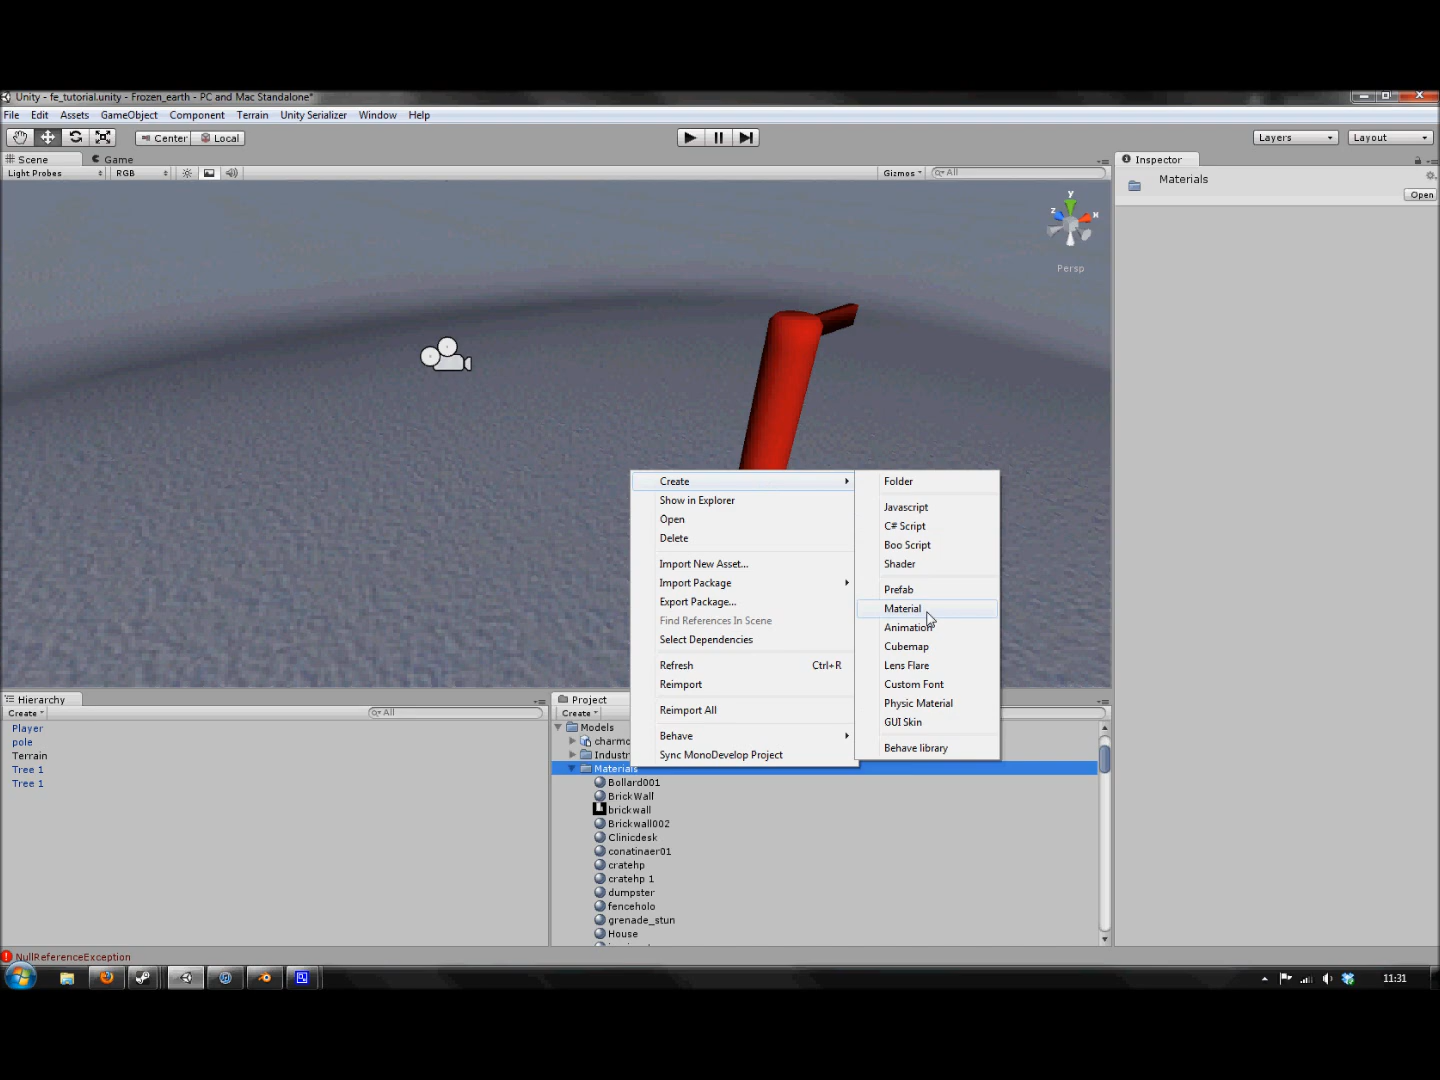 Unity - fe_tutorial.unity - Frozen_earth - PC and Mac Standalone*
File Edit Assets GameObject Component Terrain Unity Serializer Window Help
Center Local Layers Layout
Scene Game Inspector
Light Probes RGB Gizmos All
Materials
Open
y
z x
Persp
Create
Show in Explorer
Open
Delete
Import New Asset...
Import Package
Export Package...
Find References In Scene
Select Dependencies
Refresh Ctrl+R
Reimport
Reimport All
Behave
Sync MonoDevelop Project
Folder
Javascript
C# Script
Boo Script
Shader
Prefab
Material
Animation
Cubemap
Lens Flare
Custom Font
Physic Material
GUI Skin
Behave library
Hierarchy
Create All
Player
pole
Terrain
Tree 1
Tree 1
Project
Create
Models
Materials
Bollard001
BrickWall
brickwall
Brickwall002
Clinicdesk
conatinaer01
cratehp
cratehp 1
dumpster
fenceholo
grenade_stun
House
NullReferenceException
11:31